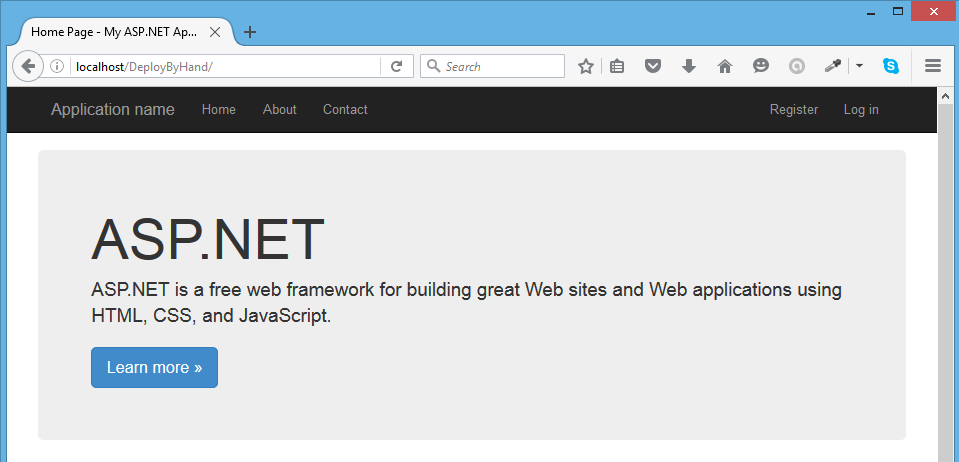 Home Page - My ASP.NET Ap...
localhost/DeployByHand/
Search
Application name Home About Contact Register Log in
ASP.NET
ASP.NET is a free web framework for building great Web sites and Web applications using
HTML, CSS, and JavaScript.
Learn more »